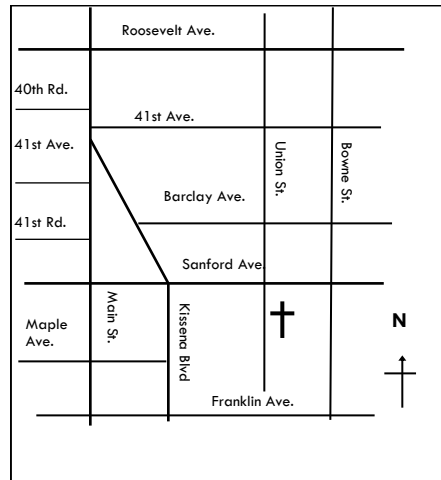 Roosevelt Ave.
40th Rd.
41st Ave.
41st Ave.
Union St.
Bowne St.
Barclay Ave.
41st Rd.
Sanford Ave.
Main St.
Kissena Blvd
Maple
Ave.
N
Franklin Ave.